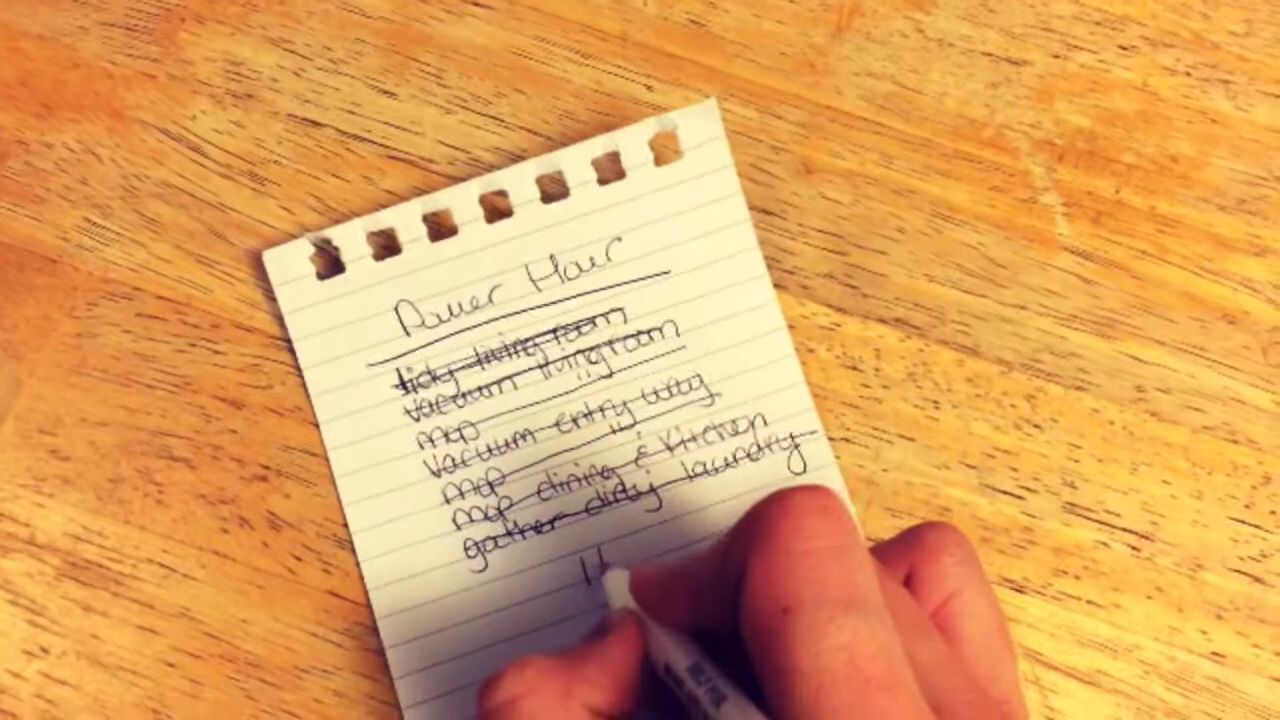 Power Hour
tidy living room
vacuum livingroom
mop "
vacuum entry way
mop "
mop dining & kitchen
gather dirty laundry